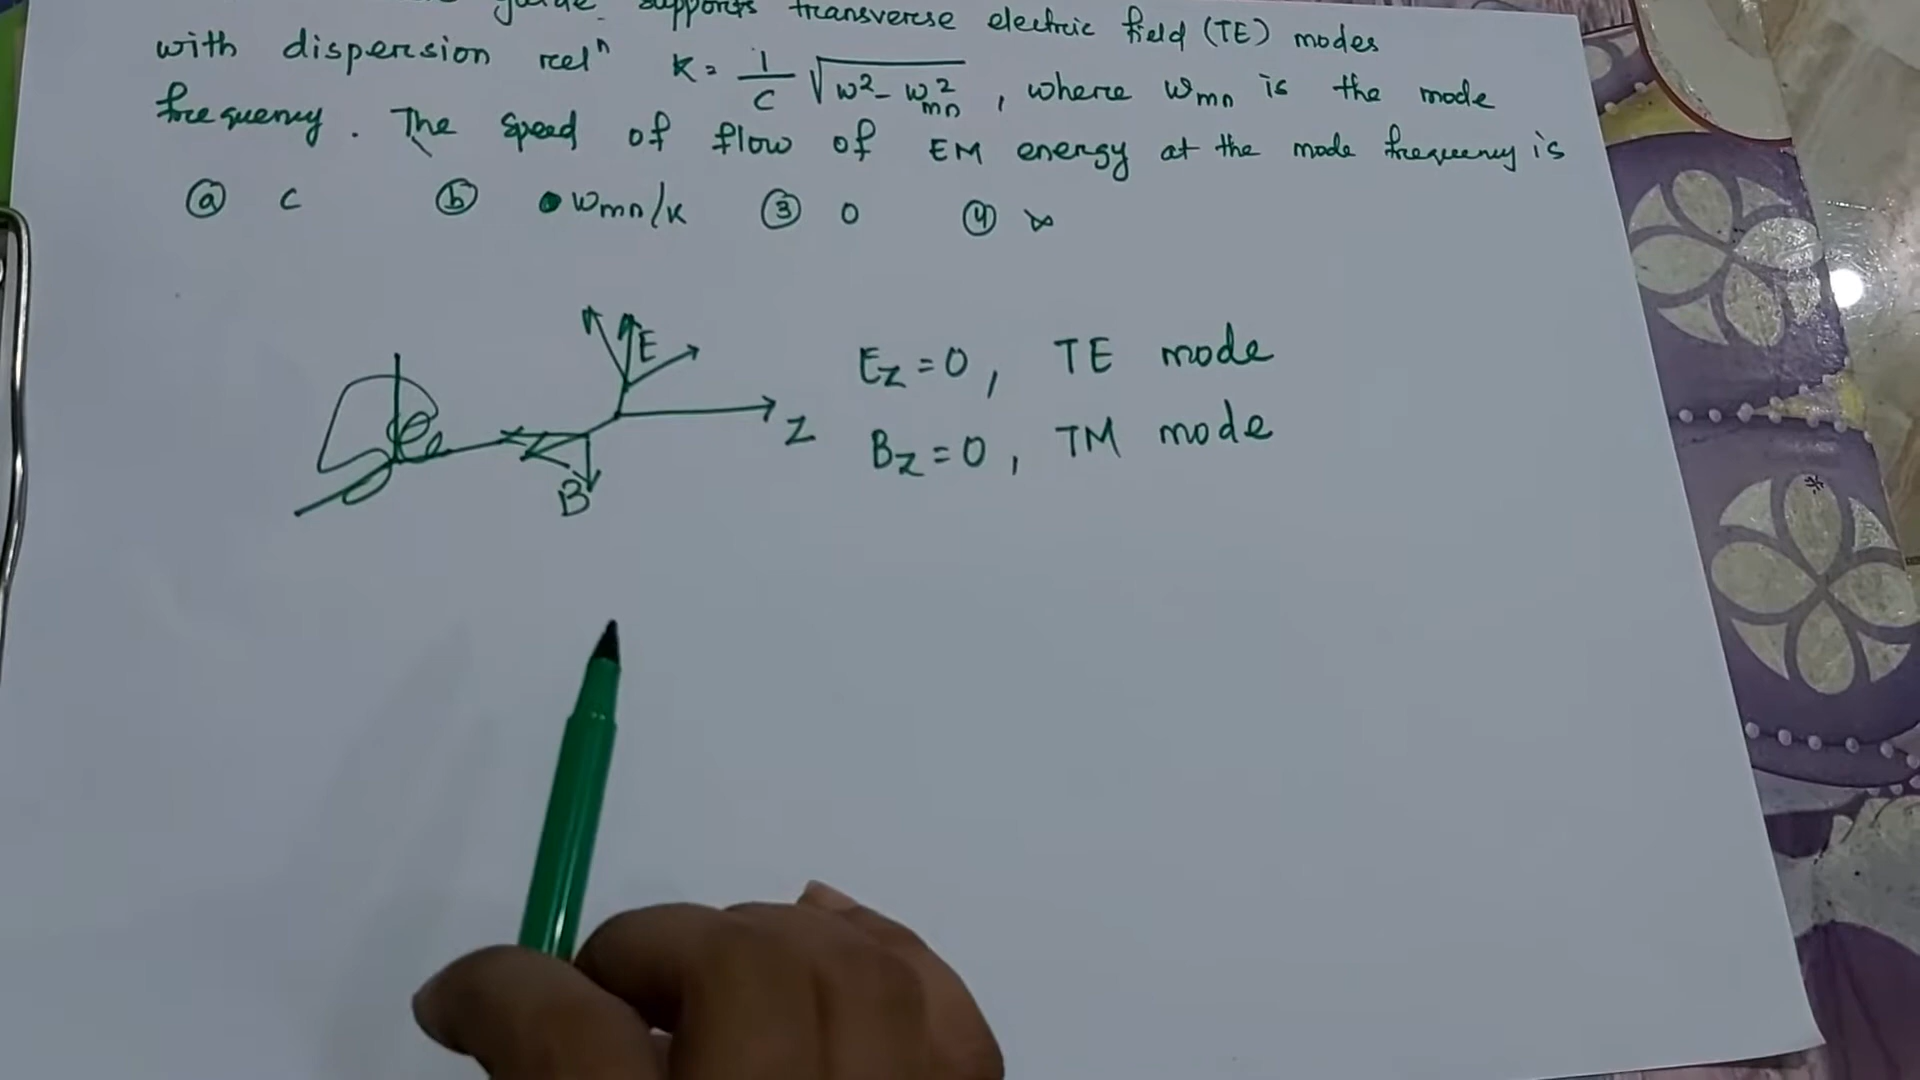 guide supports transverse electric field (TE) modes
with dispersion relⁿ K = 1/C √(ω² - ω²mn) , where ωmn is the mode
frequency . The speed of flow of EM energy at the mode frequency is
ⓐ C ⓑ ωmn/K ③ 0 ④ ∞
E
Ez = 0 , TE mode
Z
Bz = 0 , TM mode
B